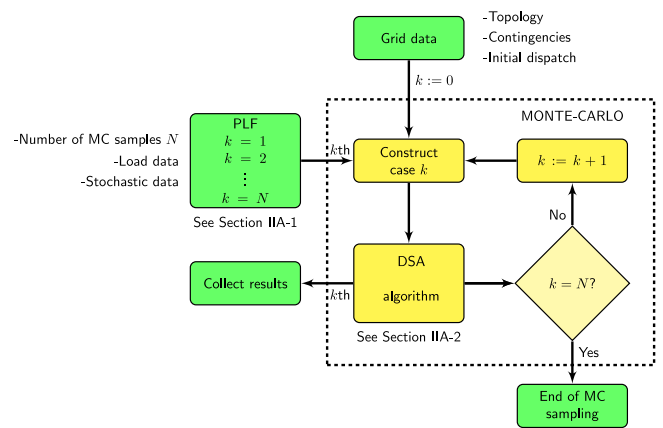 Grid data
-Topology
-Contingencies
-Initial dispatch
k := 0
MONTE-CARLO
-Number of MC samples N
-Load data
-Stochastic data
PLF
k = 1
k = 2
⋮
k = N
See Section IIA-1
kth
Construct
case k
k := k + 1
No
Collect results
kth
DSA
algorithm
See Section IIA-2
k = N?
Yes
End of MC
sampling